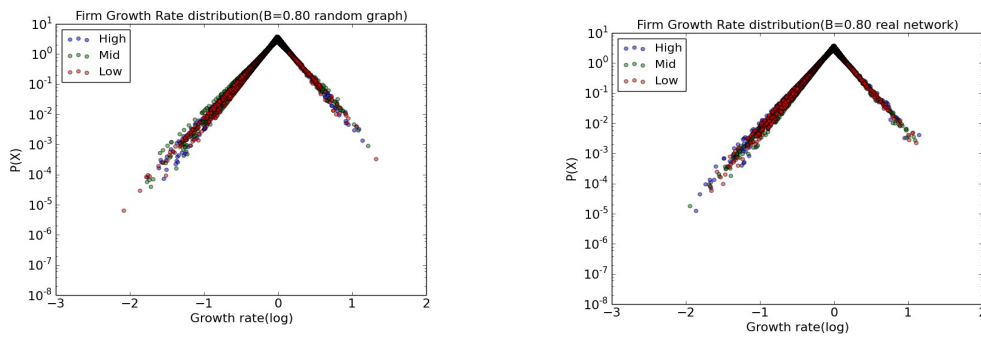 Firm Growth Rate distribution(B=0.80 random graph)
10^1
10^0
10^-1
10^-2
10^-3
10^-4
10^-5
10^-6
10^-7
10^-8
P(X)
High
Mid
Low
−3 −2 −1 0 1 2
Growth rate(log)
Firm Growth Rate distribution(B=0.80 real network)
10^1
10^0
10^-1
10^-2
10^-3
10^-4
10^-5
10^-6
10^-7
10^-8
P(X)
High
Mid
Low
−3 −2 −1 0 1 2
Growth rate(log)